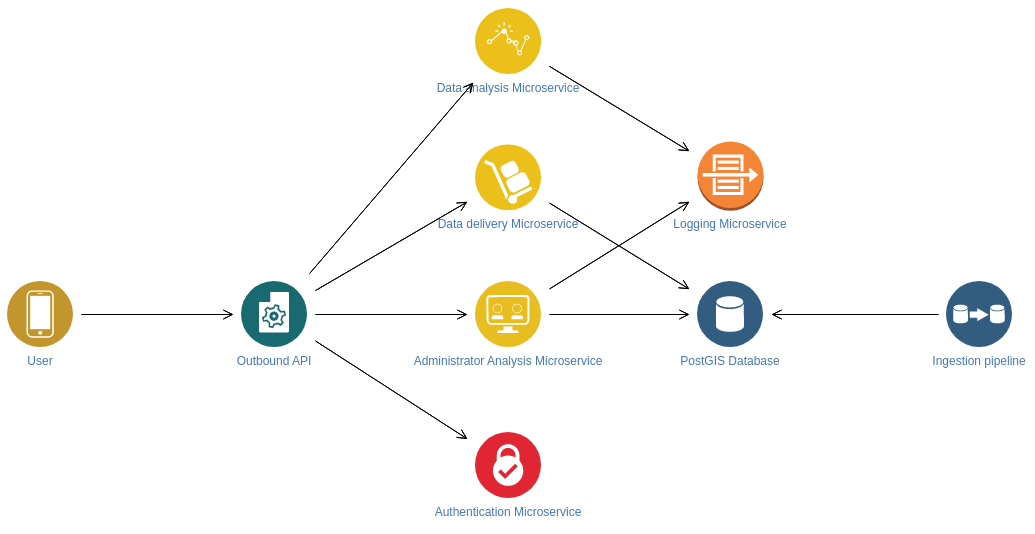 Data analysis Microservice
Data delivery Microservice
Logging Microservice
User
Outbound API
Administrator Analysis Microservice
PostGIS Database
Ingestion pipeline
Authentication Microservice